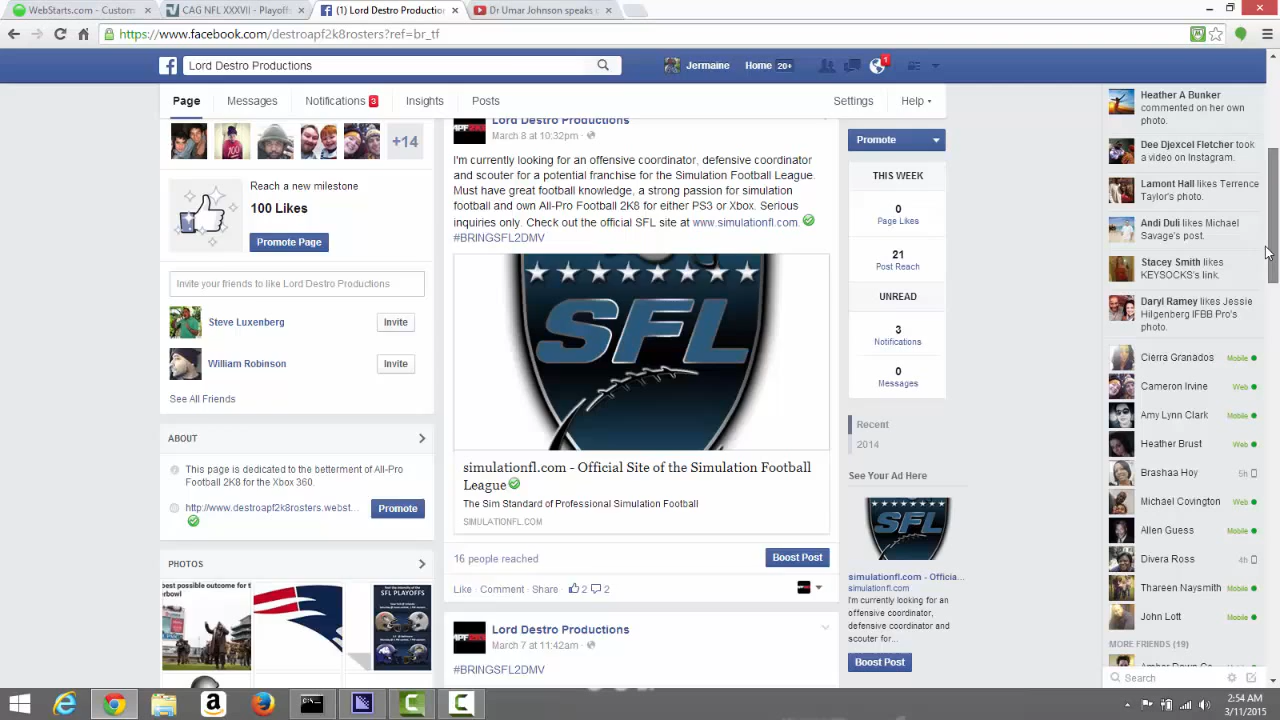 WebStarts.com - Custom
CAG NFL XXXVII - Playoff
(1) Lord Destro Productio
Dr Umar Johnson speaks
https://www.facebook.com/destroapf2k8rosters?ref=br_tf
Lord Destro Productions
Jermaine
Home 20+
1
Page
Messages
Notifications 3
Insights
Posts
Settings
Help
+14
Reach a new milestone
100 Likes
Promote Page
Invite your friends to like Lord Destro Productions
Steve Luxenberg
Invite
William Robinson
Invite
See All Friends
ABOUT
This page is dedicated to the betterment of All-Pro
Football 2K8 for the Xbox 360.
http://www.destroapf2k8rosters.webst...
Promote
PHOTOS
best possible outcome for t
erbowl
SFL PLAYOFFS
Lord Destro Productions
March 8 at 10:32pm
I'm currently looking for an offensive coordinator, defensive coordinator
and scouter for a potential franchise for the Simulation Football League.
Must have great football knowledge, a strong passion for simulation
football and own All-Pro Football 2K8 for either PS3 or Xbox. Serious
inquiries only. Check out the official SFL site at www.simulationfl.com.
#BRINGSFL2DMV
SFL
simulationfl.com - Official Site of the Simulation Football
League
The Sim Standard of Professional Simulation Football
SIMULATIONFL.COM
16 people reached
Boost Post
Like · Comment · Share
2
2
Lord Destro Productions
March 7 at 11:42am
#BRINGSFL2DMV
Promote
THIS WEEK
0
Page Likes
21
Post Reach
UNREAD
3
Notifications
0
Messages
Recent
2014
See Your Ad Here
SFL
simulationfl.com - Officia...
simulationfl.com
I'm currently looking for an
offensive coordinator,
defensive coordinator and
scouter for...
Boost Post
Heather A Bunker
commented on her own
photo.
Dee Djexcel Fletcher took
a video on Instagram.
Lamont Hall likes Terrence
Taylor's photo.
Andi Dali likes Michael
Savage's post.
Stacey Smith likes
KEYSOCKS's link.
Daryl Ramey likes Jessie
Hilgenberg IFBB Pro's
photo.
Cierra Granados Mobile
Cameron Irvine Web
Amy Lynn Clark Mobile
Heather Brust Web
Brashaa Hoy 5h
Michael Covington Web
Allen Guess Mobile
Divera Ross 4h
Thareen Naysmith Mobile
John Lott Mobile
MORE FRIENDS (19)
Search
2:54 AM
3/11/2015